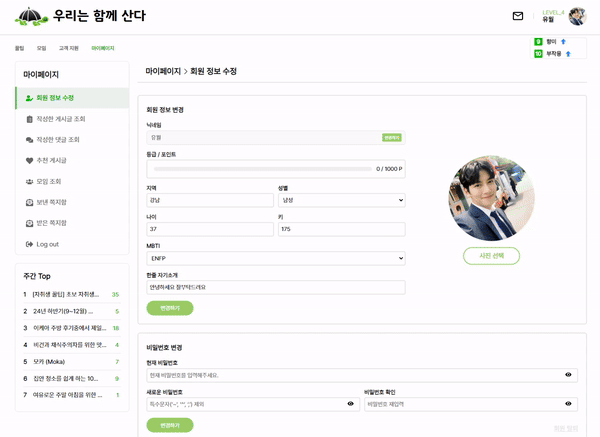 우리는 함께 산다
LEVEL_4
유월
꿀팁 모임 고객 지원 마이페이지
9 향미
10 부작용
마이페이지
회원 정보 수정
작성한 게시글 조회
작성한 댓글 조회
추천 게시글
모임 조회
보낸 쪽지함
받은 쪽지함
Log out
주간 Top
1 [자취생 꿀팁] 초보 자취생... 35
2 24년 하반기(9~12월) ... 5
3 이케아 주방 후기중에서 제일... 18
4 비건과 채식주의자를 위한 맛... 4
5 모카 (Moka) 7
6 집안 청소를 쉽게 하는 10... 9
7 여유로운 주말 아침을 위한 ... 1
마이페이지 > 회원 정보 수정
회원 정보 변경
닉네임
유월
등급 / 포인트
0 / 1000 P
지역 성별
강남 남성
나이 키
37 175
MBTI
ENFP
한줄 자기소개
안녕하세요 잘부탁드려요
변경하기
사진 선택
비밀번호 변경
현재 비밀번호
현재 비밀번호를 입력해주세요.
새로운 비밀번호 비밀번호 확인
제외 비밀번호 재입력
변경하기
회원 탈퇴